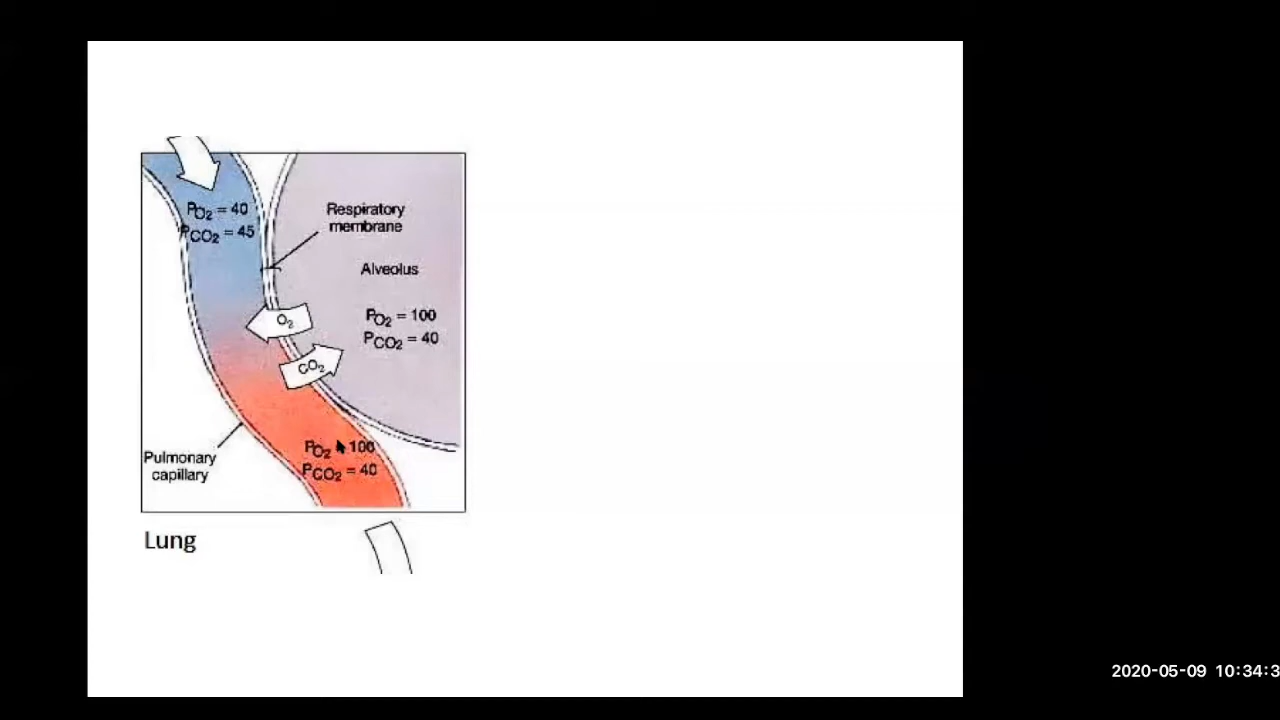 PO2 = 40
PCO2 = 45
Respiratory
membrane
Alveolus
O2
PO2 = 100
PCO2 = 40
CO2
PO2 100
PCO2 = 40
Pulmonary
capillary
Lung
2020-05-09 10:34:3